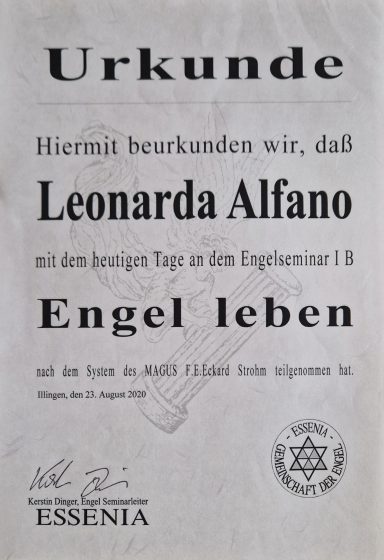 Urkunde
Hiermit beurkunden wir, daß
Leonarda Alfano
mit dem heutigen Tage an dem Engelseminar I B
Engel leben
nach dem System des MAGUS F.E.Eckard Strohm teilgenommen hat.
Illingen, den 23. August 2020
Kerstin Dinger, Engel Seminarleiter
ESSENIA
- ESSENIA -
GEMEINSCHAFT DER ENGEL